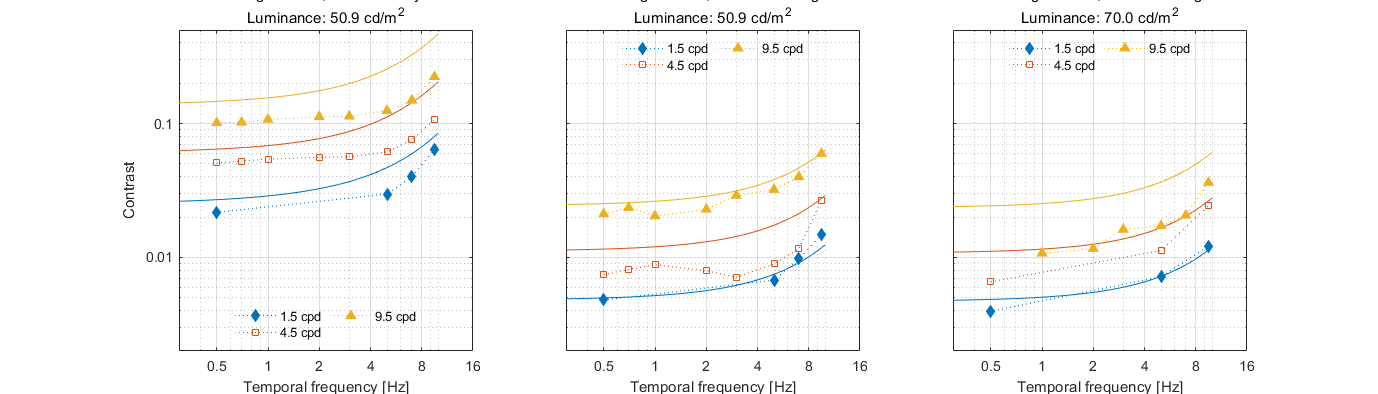 Luminance: 50.9 cd/m²
0.1
0.01
Contrast
1.5 cpd 9.5 cpd
4.5 cpd
0.5 1 2 4 8 16
Temporal frequency [Hz]
Luminance: 50.9 cd/m²
1.5 cpd 9.5 cpd
4.5 cpd
0.5 1 2 4 8 16
Temporal frequency [Hz]
Luminance: 70.0 cd/m²
1.5 cpd 9.5 cpd
4.5 cpd
0.5 1 2 4 8 16
Temporal frequency [Hz]